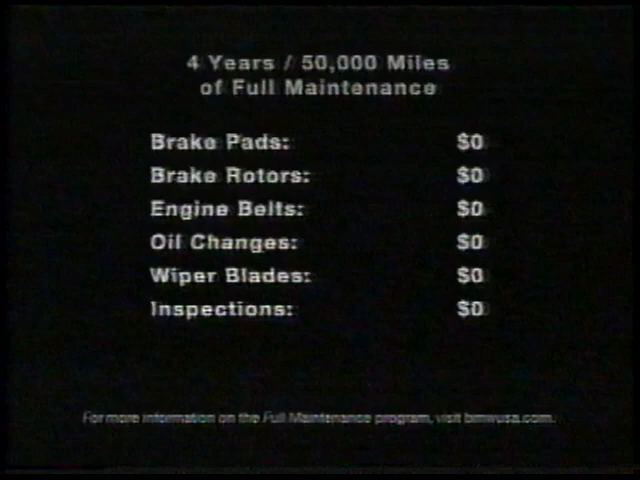 4 Years / 50,000 Miles
of Full Maintenance
Brake Pads: $0
Brake Rotors: $0
Engine Belts: $0
Oil Changes: $0
Wiper Blades: $0
Inspections: $0
For more information on the Full Maintenance program, visit bmwusa.com.